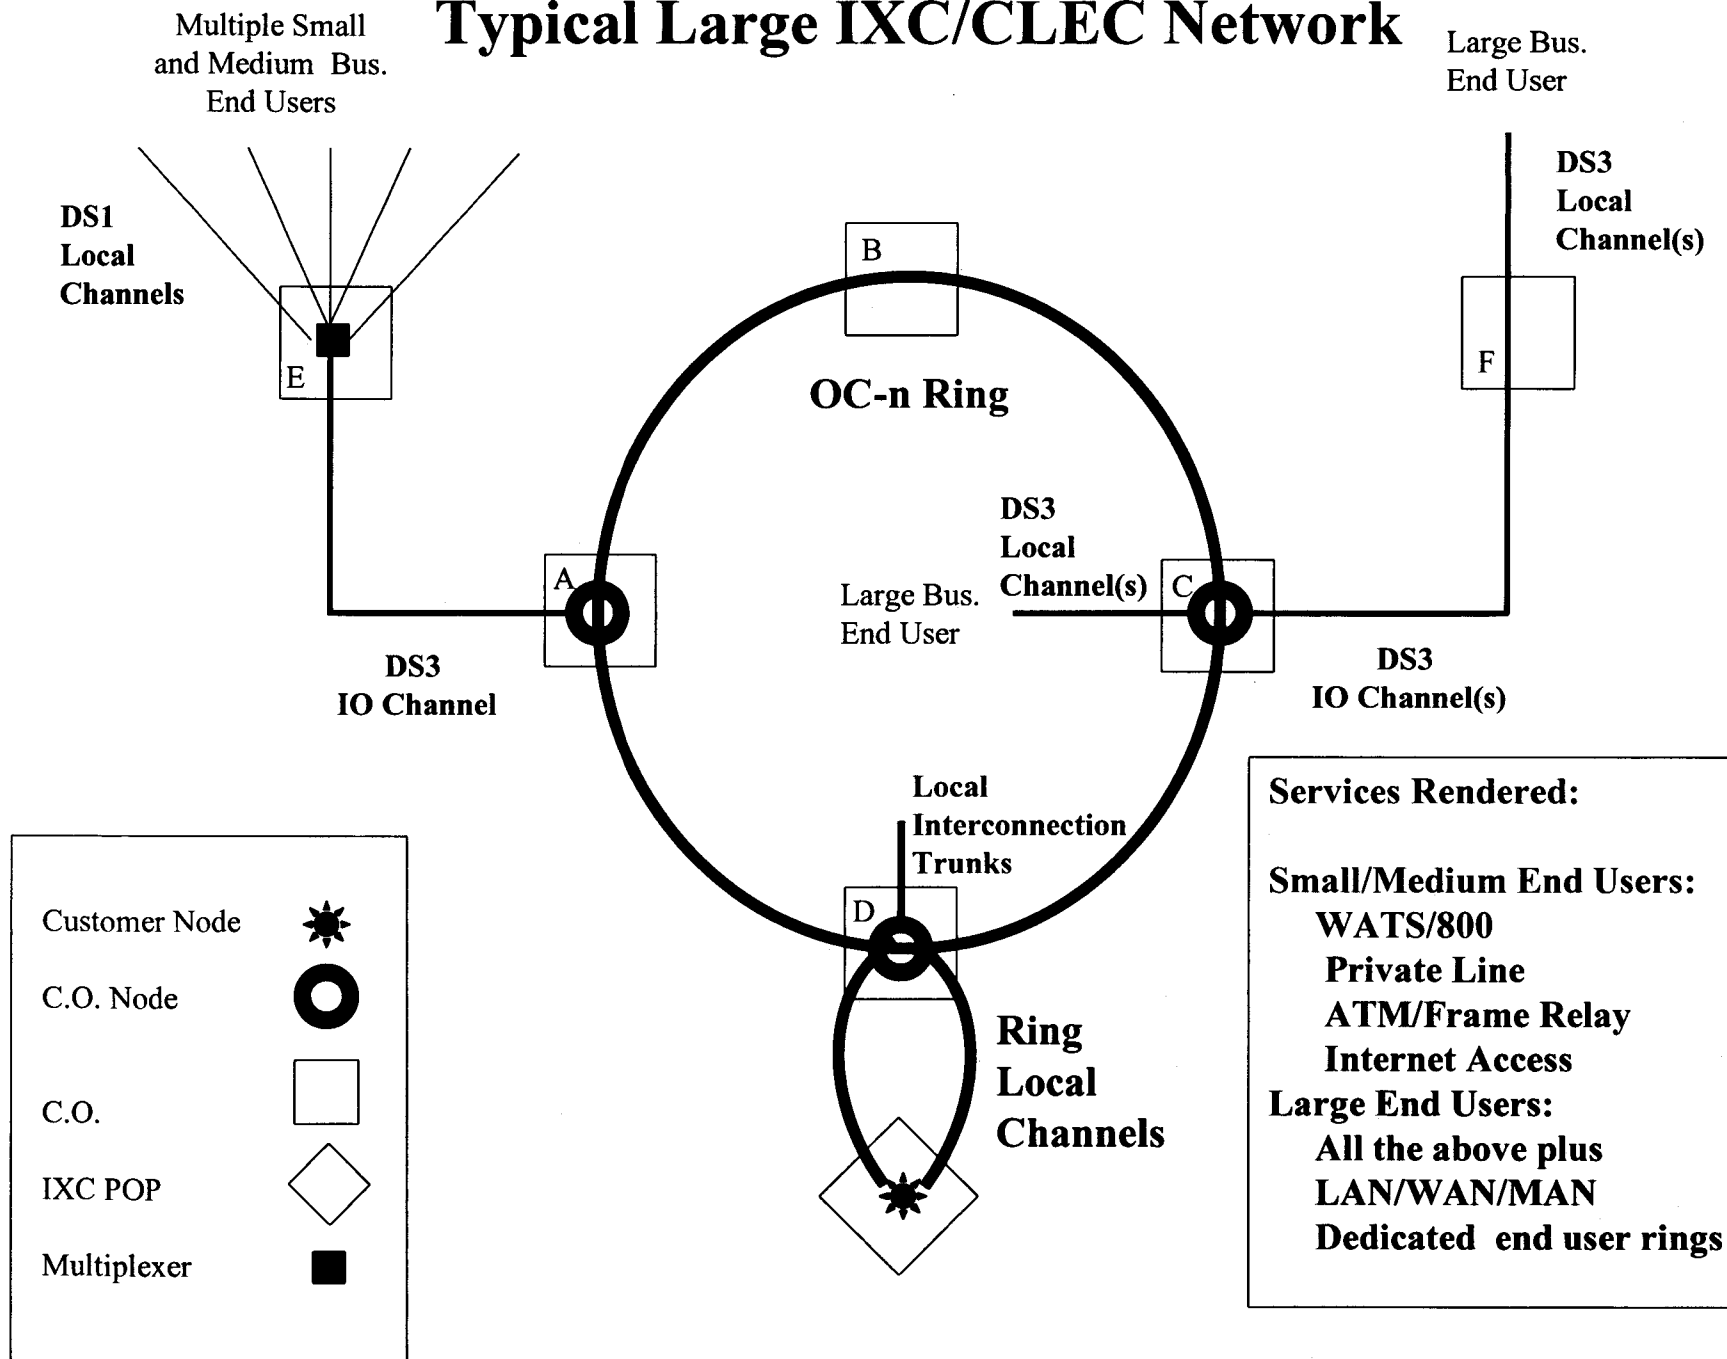 Typical Large IXC/CLEC Network
Multiple Small
and Medium Bus.
End Users
Large Bus.
End User
DS1
Local
Channels
DS3
Local
Channel(s)
B
E
F
OC-n Ring
DS3
Local
Channel(s)
A
C
Large Bus.
End User
DS3
IO Channel
DS3
IO Channel(s)
Local
Interconnection
Trunks
D
Ring
Local
Channels
Customer Node
C.O. Node
C.O.
IXC POP
Multiplexer
Services Rendered:
Small/Medium End Users:
WATS/800
Private Line
ATM/Frame Relay
Internet Access
Large End Users:
All the above plus
LAN/WAN/MAN
Dedicated end user rings